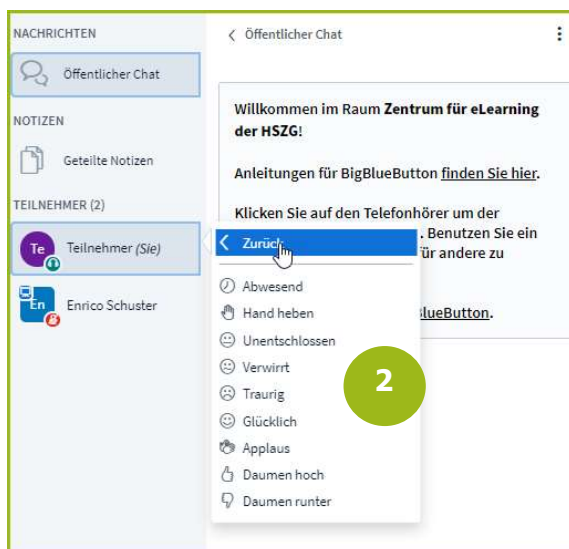 NACHRICHTEN
Öffentlicher Chat
NOTIZEN
Geteilte Notizen
TEILNEHMER (2)
Te
Teilnehmer (Sie)
En
Enrico Schuster
Öffentlicher Chat
Willkommen im Raum Zentrum für eLearning
der HSZG!
Anleitungen für BigBlueButton finden Sie hier.
Klicken Sie auf den Telefonhörer um der
. Benutzen Sie ein
für andere zu
BlueButton.
Zurück
Abwesend
Hand heben
Unentschlossen
Verwirrt
Traurig
Glücklich
Applaus
Daumen hoch
Daumen runter
2